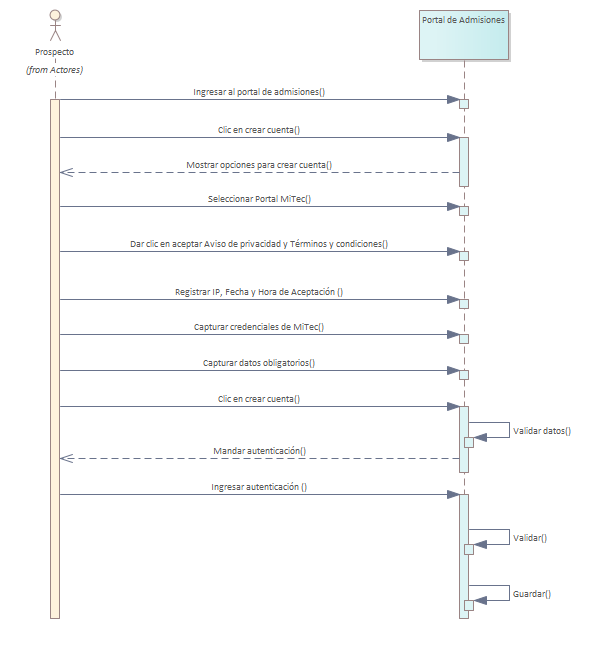 Portal de Admisiones
Prospecto
(from Actores)
Ingresar al portal de admisiones()
Clic en crear cuenta()
Mostrar opciones para crear cuenta()
Seleccionar Portal MiTec()
Dar clic en aceptar Aviso de privacidad y Términos y condiciones()
Registrar IP, Fecha y Hora de Aceptación ()
Capturar credenciales de MiTec()
Capturar datos obligatorios()
Clic en crear cuenta()
Validar datos()
Mandar autenticación()
Ingresar autenticación ()
Validar()
Guardar()